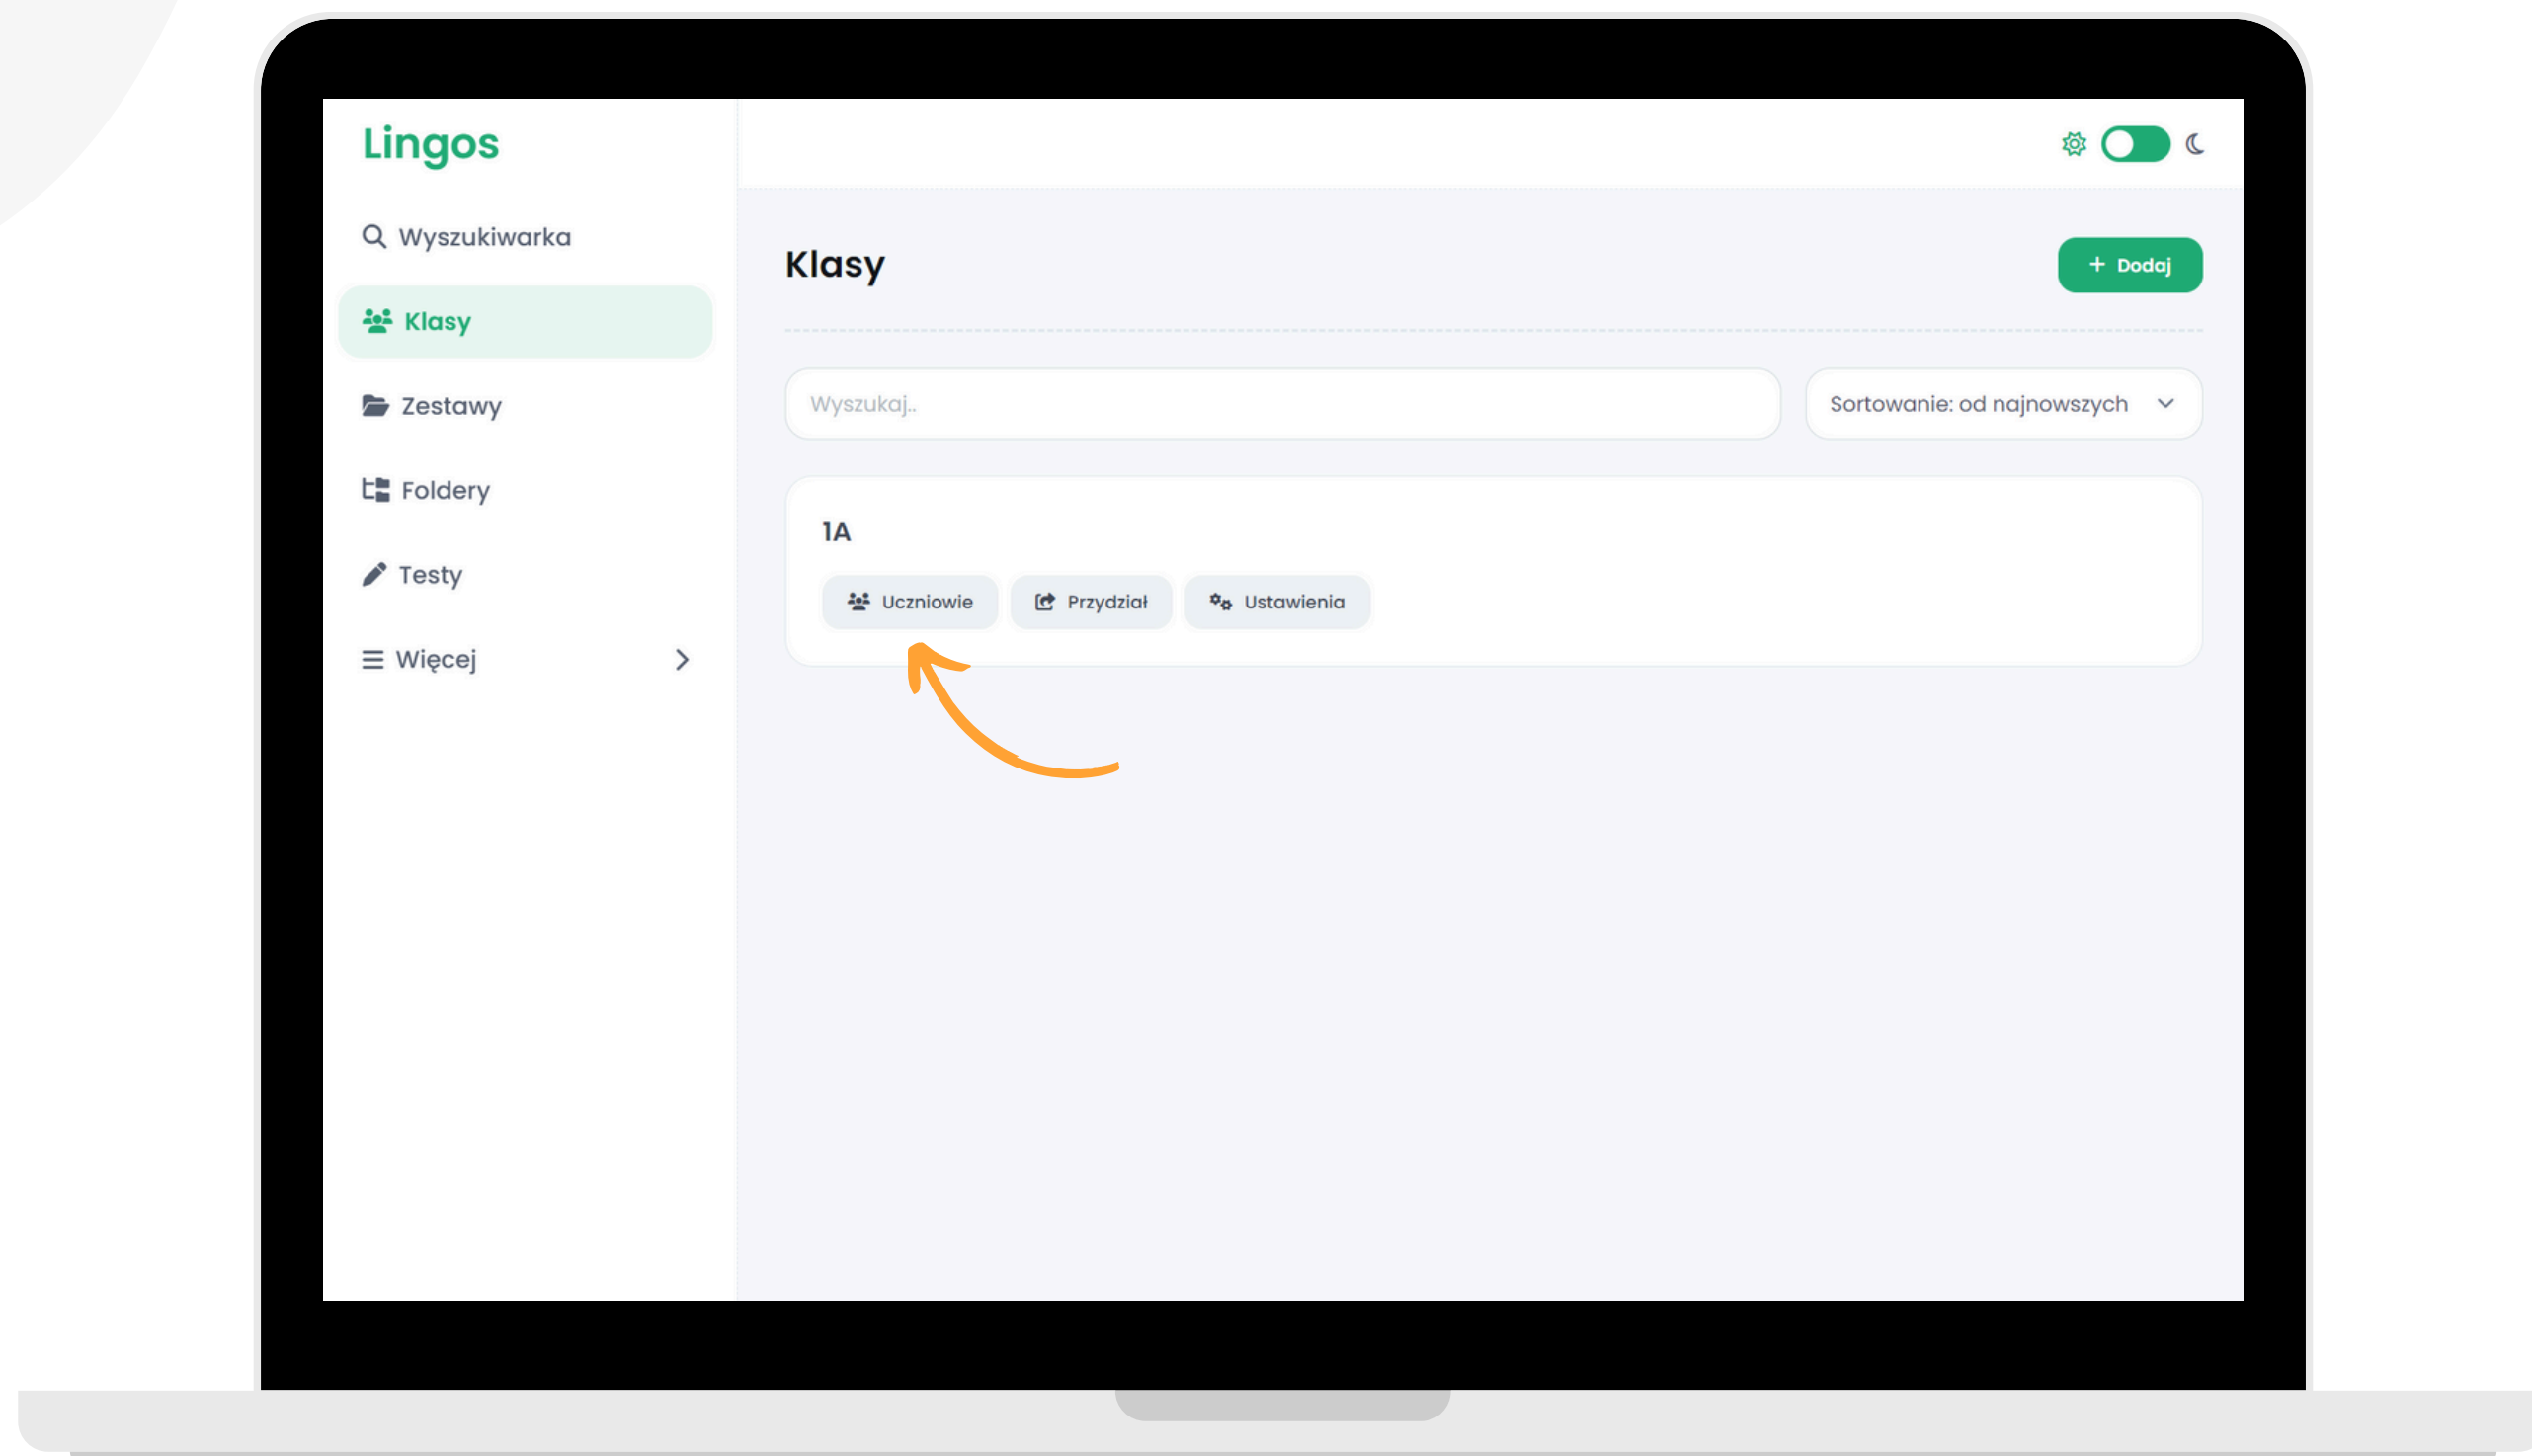 Lingos
Wyszukiwarka
Klasy
Zestawy
Foldery
Testy
Więcej
Klasy
+ Dodaj
Wyszukaj..
Sortowanie: od najnowszych
1A
Uczniowie Przydział Ustawienia